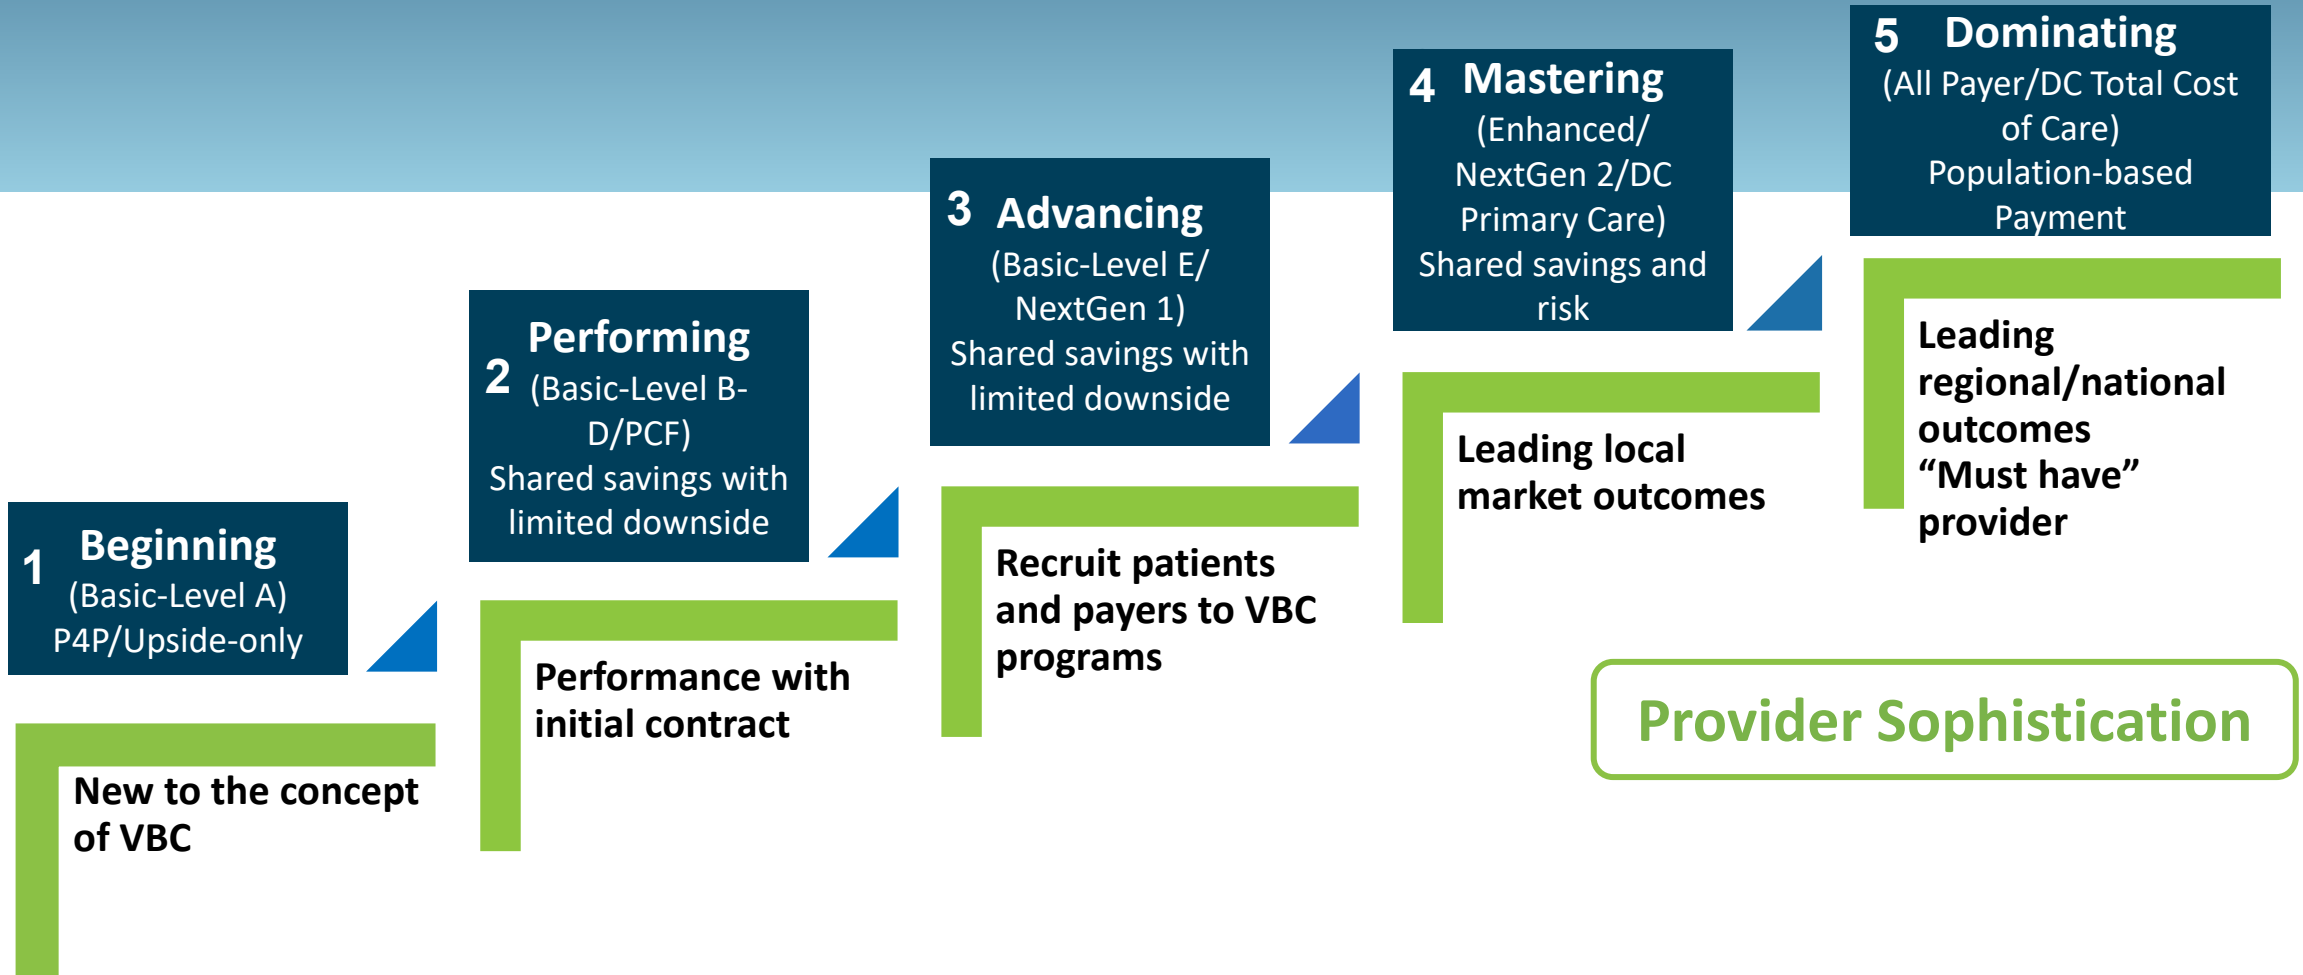 1 Beginning
(Basic-Level A)
P4P/Upside-only
New to the concept
of VBC
2 Performing
(Basic-Level B-
D/PCF)
Shared savings with
limited downside
Performance with
initial contract
3 Advancing
(Basic-Level E/
NextGen 1)
Shared savings with
limited downside
Recruit patients
and payers to VBC
programs
4 Mastering
(Enhanced/
NextGen 2/DC
Primary Care)
Shared savings and
risk
Leading local
market outcomes
5 Dominating
(All Payer/DC Total Cost
of Care)
Population-based
Payment
Leading
regional/national
outcomes
“Must have”
provider
Provider Sophistication